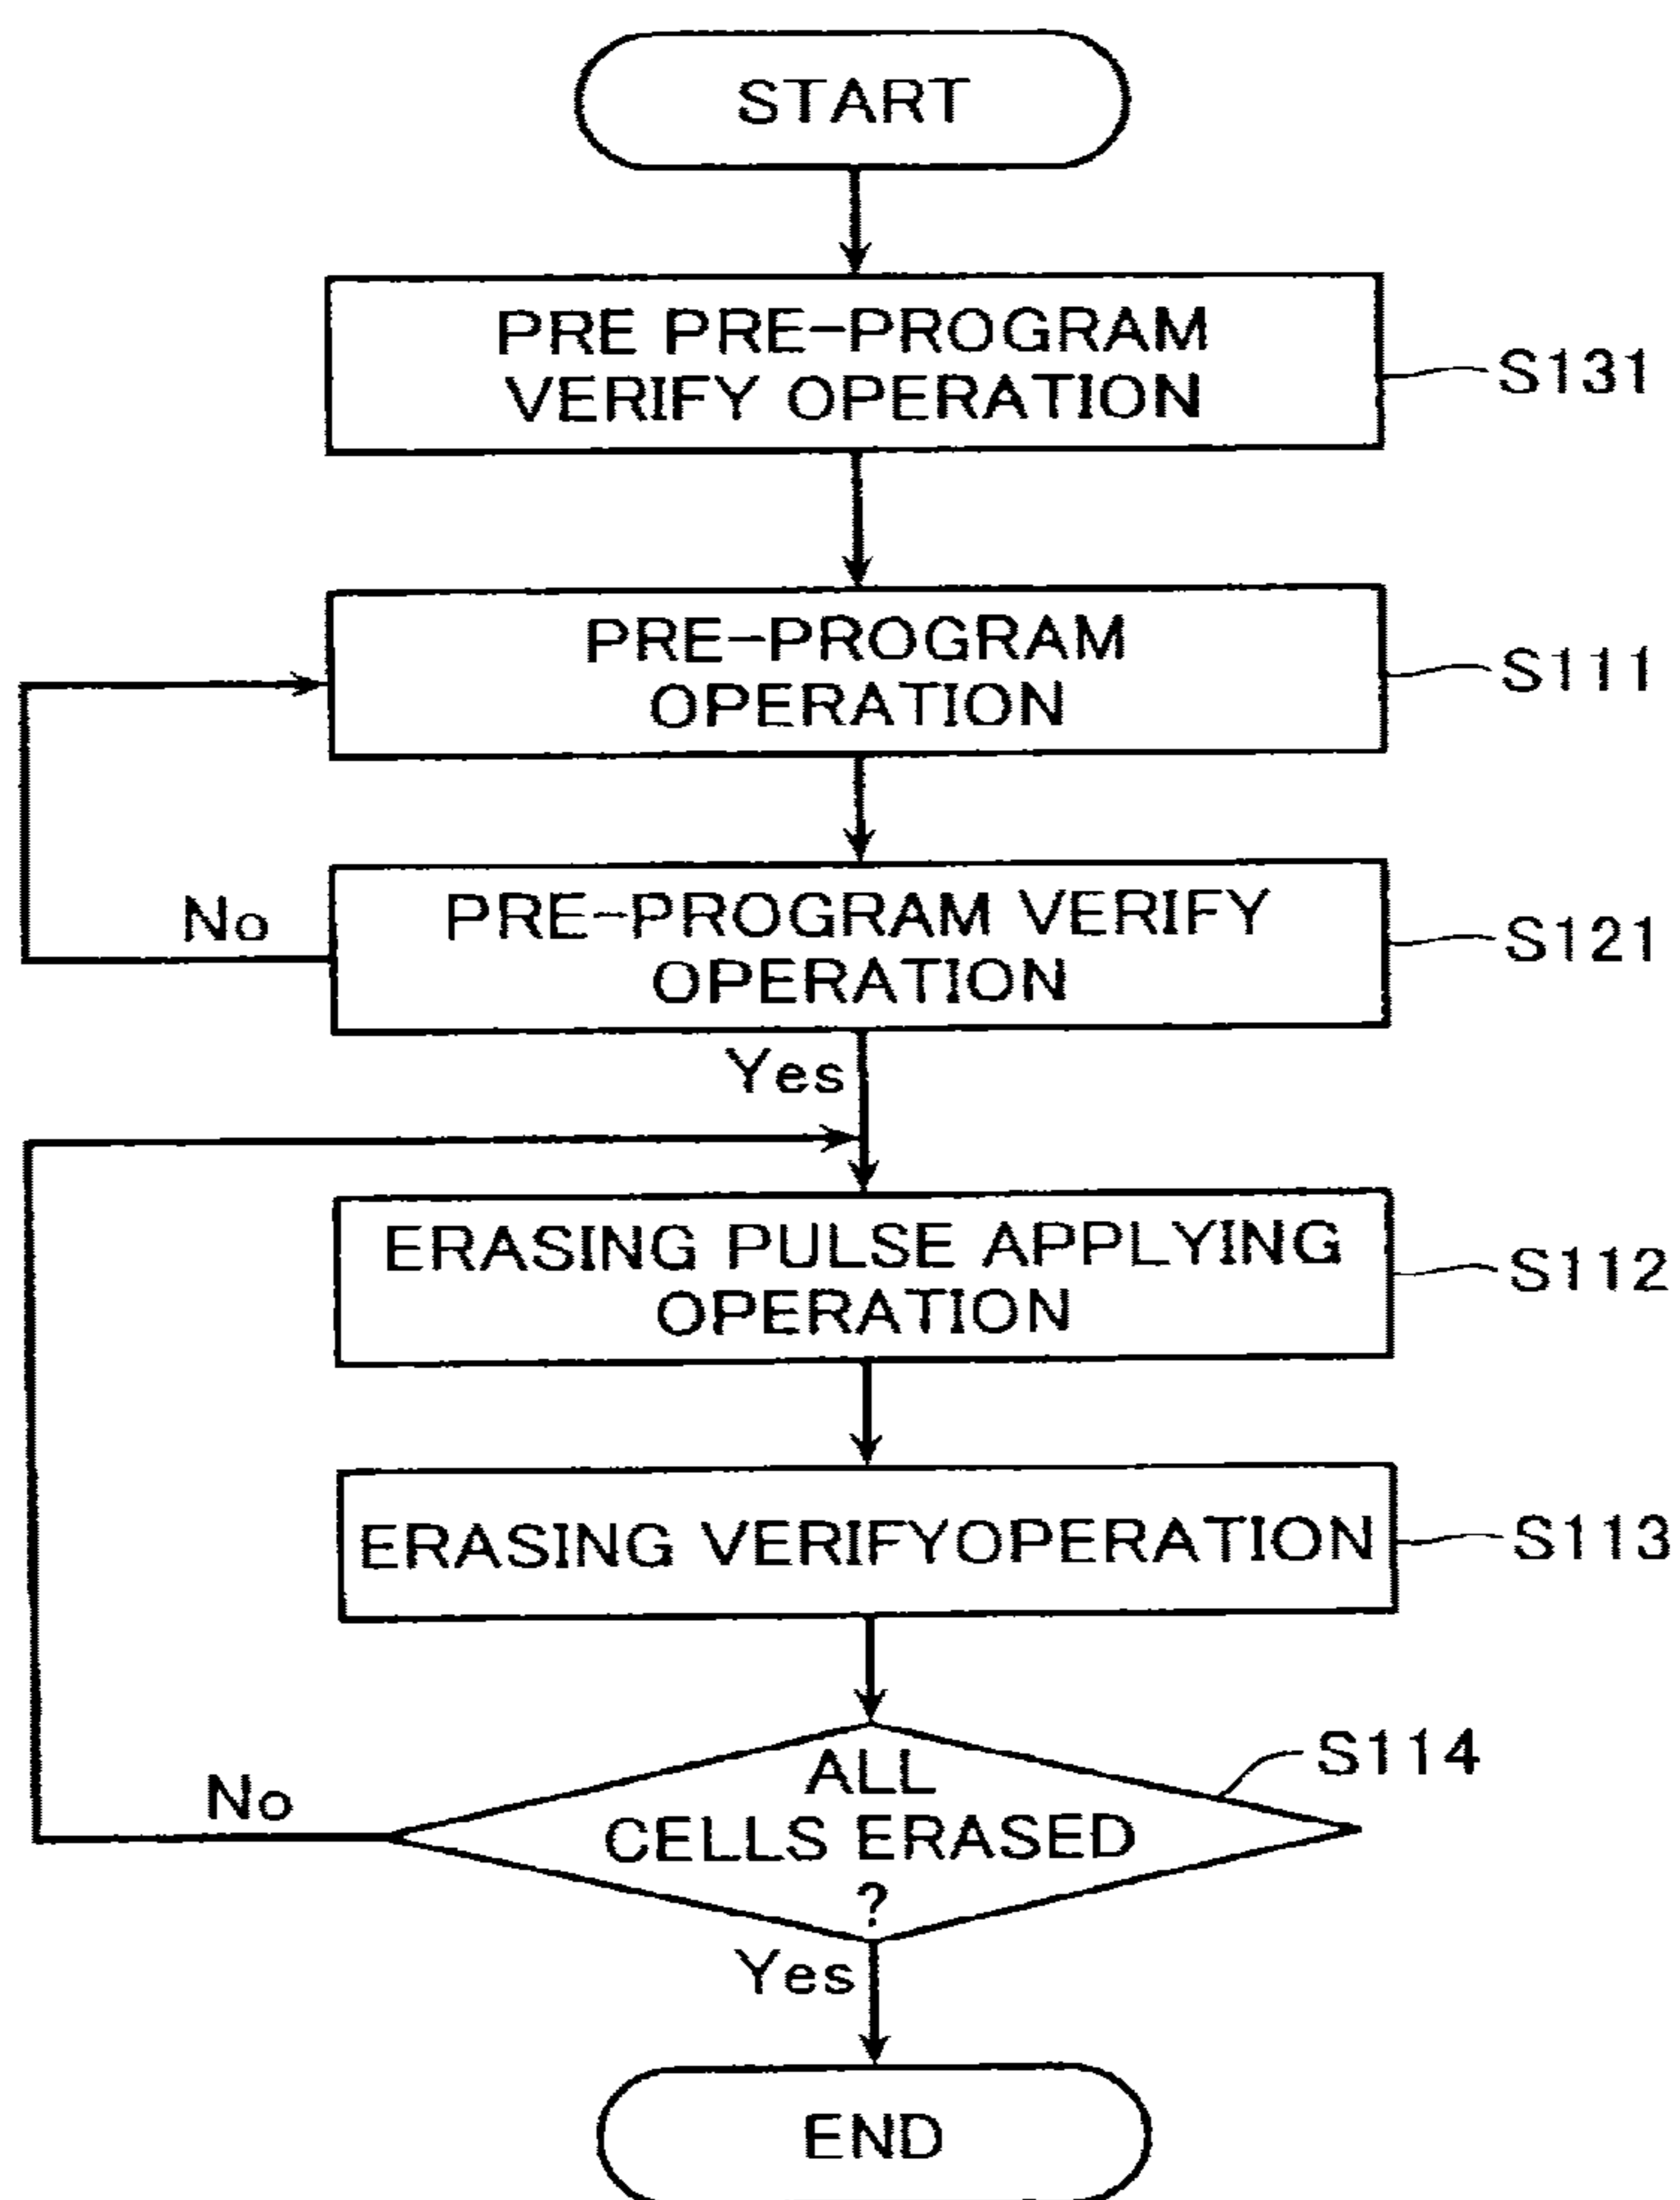 START
PRE PRE-PROGRAM
VERIFY OPERATION
S131
PRE-PROGRAM
OPERATION
S111
PRE-PROGRAM VERIFY
OPERATION
S121
No
Yes
ERASING PULSE APPLYING
OPERATION
S112
ERASING VERIFYOPERATION
S113
ALL
CELLS ERASED
?
S114
No
Yes
END